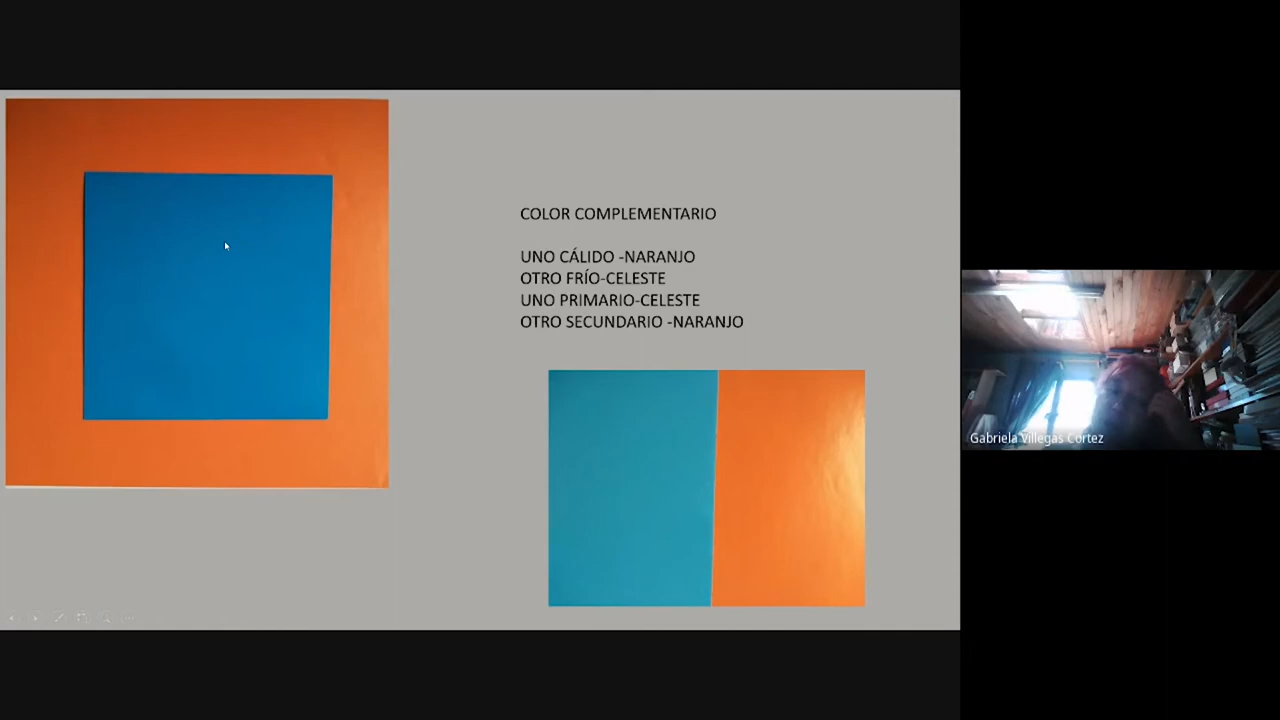 COLOR COMPLEMENTARIO
UNO CÁLIDO -NARANJO
OTRO FRÍO-CELESTE
UNO PRIMARIO-CELESTE
OTRO SECUNDARIO -NARANJO
Gabriela Villegas Cortez